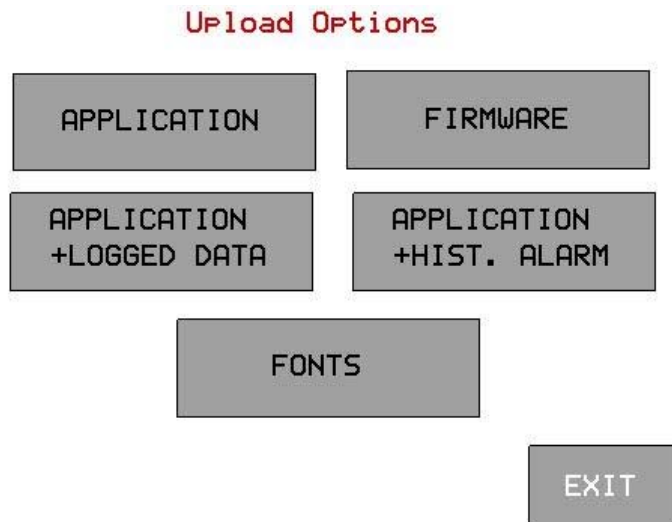 Upload Options
APPLICATION
FIRMWARE
APPLICATION
+LOGGED DATA
APPLICATION
+HIST. ALARM
FONTS
EXIT